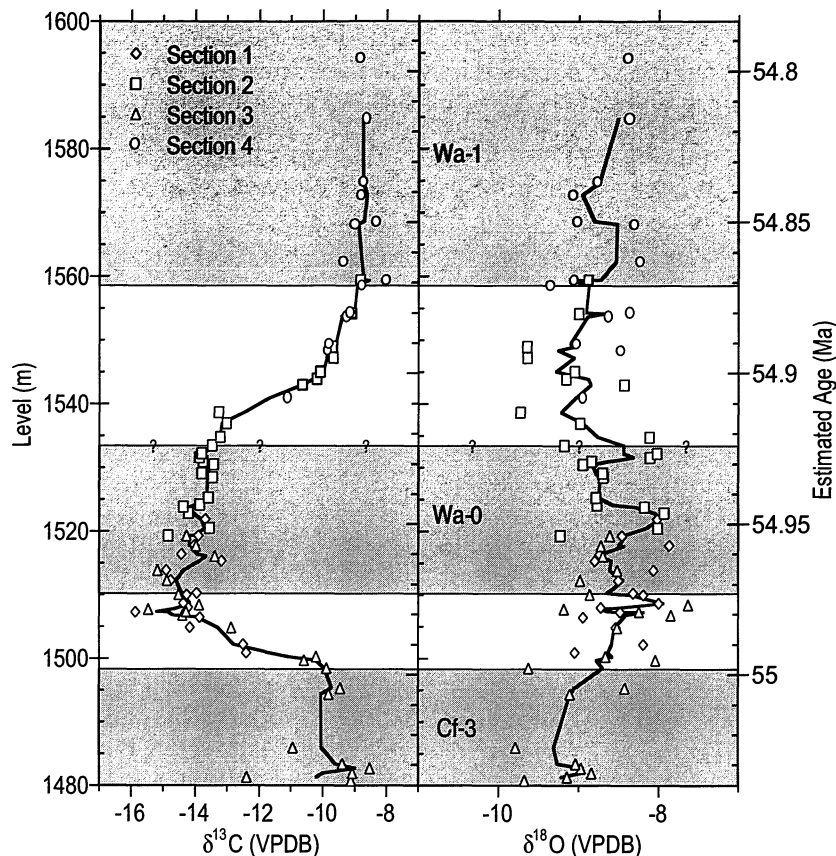 1600
1580
1560
1540
1520
1500
1480
Level (m)
Section 1
Section 2
Section 3
Section 4
Wa-1
Wa-0
Cf-3
? ? ? ?
54.8
54.85
54.9
54.95
55
Estimated Age (Ma)
-16 -14 -12 -10 -8
-10 -8
δ13C (VPDB)
δ18O (VPDB)